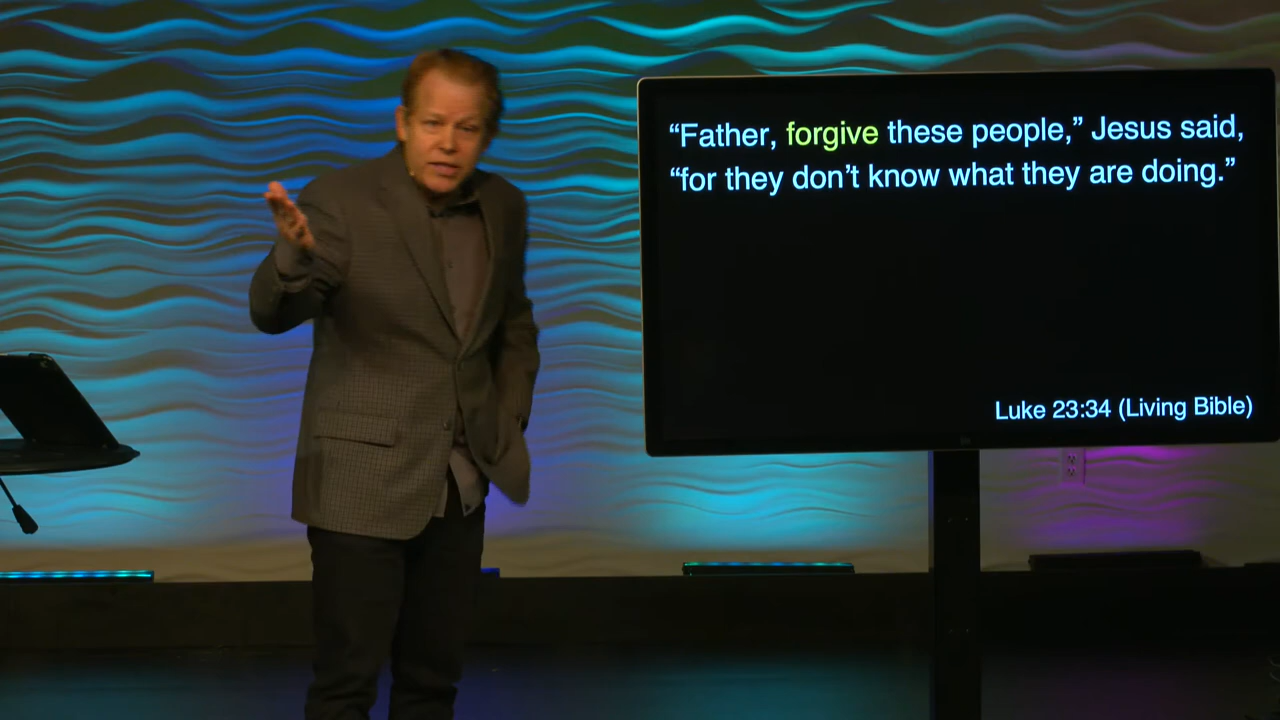 “Father, forgive these people,” Jesus said,
“for they don’t know what they are doing.”
Luke 23:34 (Living Bible)